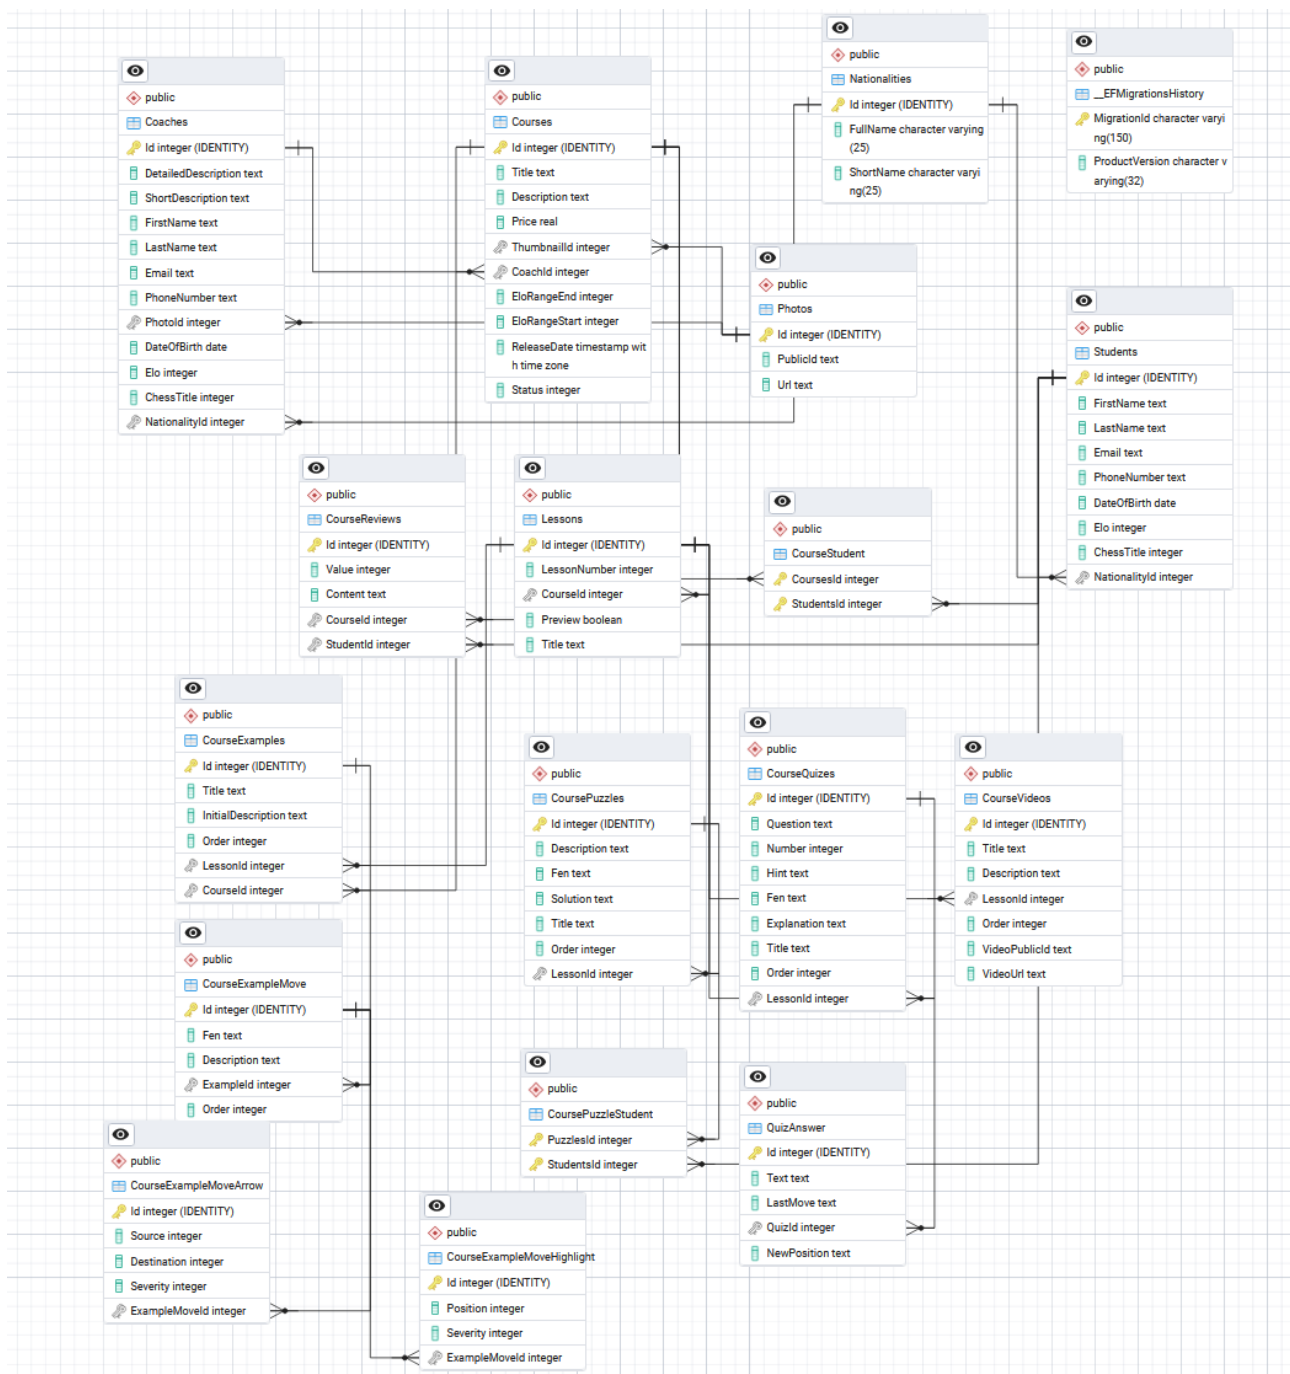 public
Coaches
Id integer (IDENTITY)
DetailedDescription text
ShortDescription text
FirstName text
LastName text
Email text
PhoneNumber text
PhotoId integer
DateOfBirth date
Elo integer
ChessTitle integer
NationalityId integer
public
Courses
Id integer (IDENTITY)
Title text
Description text
Price real
ThumbnailId integer
CoachId integer
EloRangeEnd integer
EloRangeStart integer
ReleaseDate timestamp wit
h time zone
Status integer
public
Nationalities
Id integer (IDENTITY)
FullName character varying
(25)
ShortName character varyi
ng(25)
public
__EFMigrationsHistory
MigrationId character varyi
ng(150)
ProductVersion character v
arying(32)
public
Photos
Id integer (IDENTITY)
PublicId text
Url text
public
Students
Id integer (IDENTITY)
FirstName text
LastName text
Email text
PhoneNumber text
DateOfBirth date
Elo integer
ChessTitle integer
NationalityId integer
public
CourseReviews
Id integer (IDENTITY)
Value integer
Content text
CourseId integer
StudentId integer
public
Lessons
Id integer (IDENTITY)
LessonNumber integer
CourseId integer
Preview boolean
Title text
public
CourseStudent
CoursesId integer
StudentsId integer
public
CourseExamples
Id integer (IDENTITY)
Title text
InitialDescription text
Order integer
LessonId integer
CourseId integer
public
CoursePuzzles
Id integer (IDENTITY)
Description text
Fen text
Solution text
Title text
Order integer
LessonId integer
public
CourseQuizes
Id integer (IDENTITY)
Question text
Number integer
Hint text
Fen text
Explanation text
Title text
Order integer
LessonId integer
public
CourseVideos
Id integer (IDENTITY)
Title text
Description text
LessonId integer
Order integer
VideoPublicId text
VideoUrl text
public
CourseExampleMove
Id integer (IDENTITY)
Fen text
Description text
ExampleId integer
Order integer
public
CoursePuzzleStudent
PuzzlesId integer
StudentsId integer
public
QuizAnswer
Id integer (IDENTITY)
Text text
LastMove text
QuizId integer
NewPosition text
public
CourseExampleMoveArrow
Id integer (IDENTITY)
Source integer
Destination integer
Severity integer
ExampleMoveId integer
public
CourseExampleMoveHighlight
Id integer (IDENTITY)
Position integer
Severity integer
ExampleMoveId integer